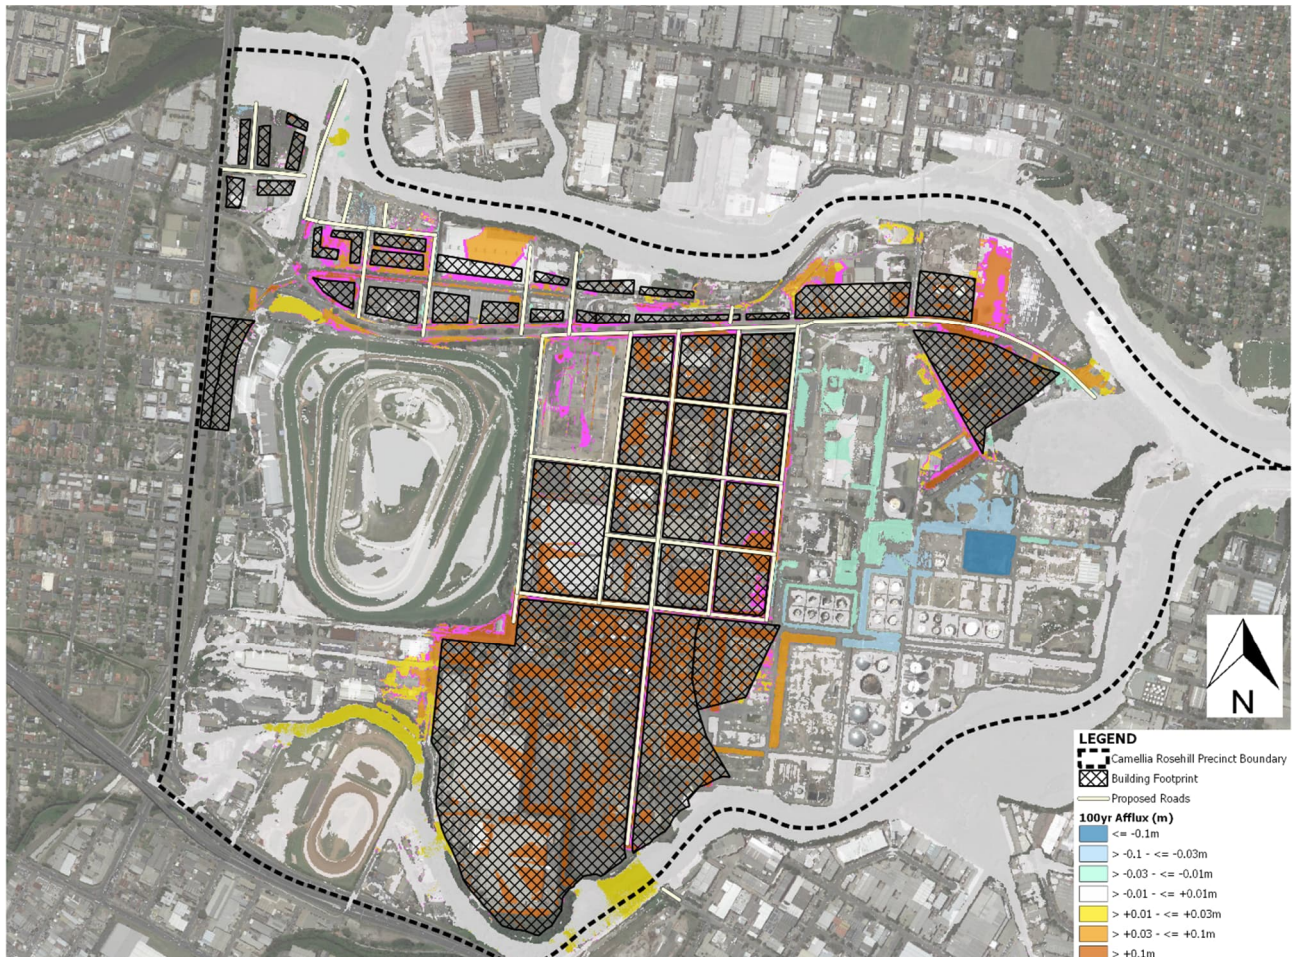 N
LEGEND
Camellia Rosehill Precinct Boundary
Building Footprint
Proposed Roads
100yr Afflux (m)
<= -0.1m
> -0.1 - <= -0.03m
> -0.03 - <= -0.01m
> -0.01 - <= +0.01m
> +0.01 - <= +0.03m
> +0.03 - <= +0.1m
> +0.1m